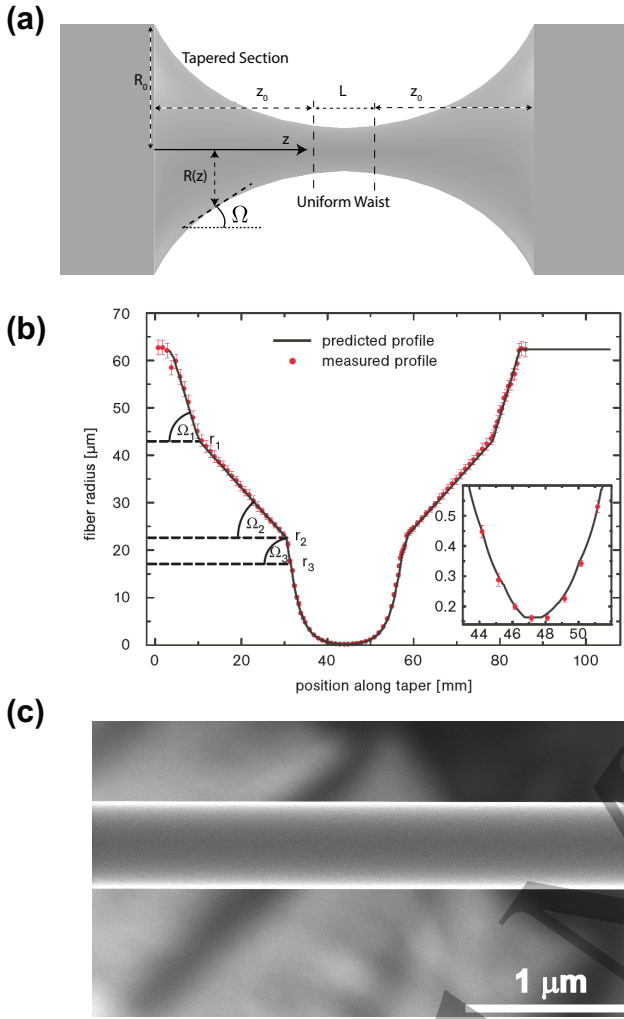 (a)
Tapered Section
R₀
z₀
L
z₀
z
R(z)
Uniform Waist
Ω
(b)
70
60
50
40
30
20
10
0
fiber radius [µm]
predicted profile
measured profile
Ω₁
r₁
Ω₂
r₂
Ω₃
r₃
0.5
0.4
0.3
0.2
44 46 48 50
0 20 40 60 80 100
position along taper [mm]
(c)
1 µm